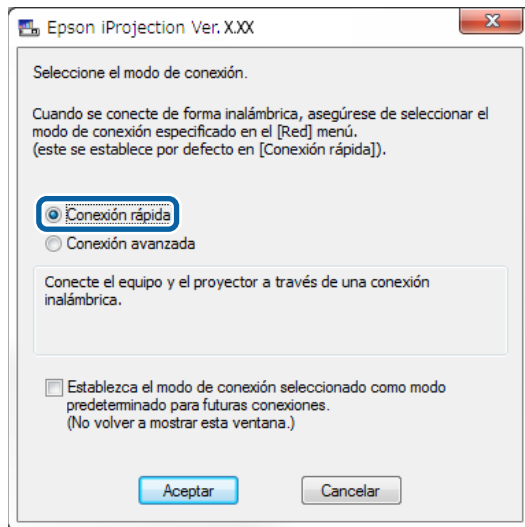 Epson iProjection Ver. X.XX
Seleccione el modo de conexión.
Cuando se conecte de forma inalámbrica, asegúrese de seleccionar el
modo de conexión especificado en el [Red] menú.
(este se establece por defecto en [Conexión rápida]).
Conexión rápida
Conexión avanzada
Conecte el equipo y el proyector a través de una conexión
inalámbrica.
Establezca el modo de conexión seleccionado como modo
predeterminado para futuras conexiones.
(No volver a mostrar esta ventana.)
Aceptar Cancelar